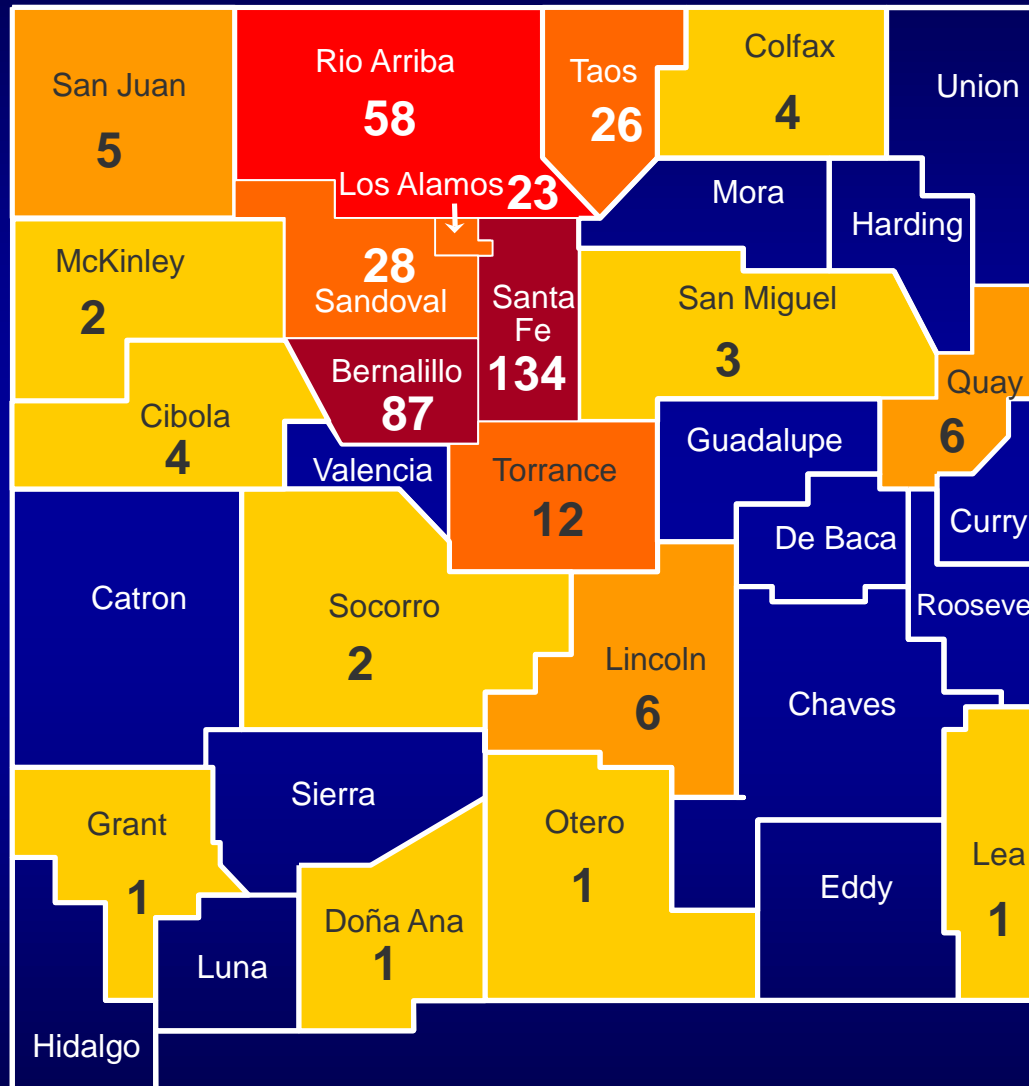 San Juan
5
Rio Arriba
58
Taos
26
Colfax
4
Union
Los Alamos 23
Mora
Harding
McKinley
2
28
Sandoval
Santa
Fe
134
San Miguel
3
Bernalillo
87
Quay
6
Cibola
4
Valencia
Torrance
12
Guadalupe
De Baca
Curry
Catron
Socorro
2
Lincoln
6
Rooseve
Chaves
Sierra
Grant
1
Otero
1
Lea
1
Eddy
Doña Ana
1
Luna
Hidalgo